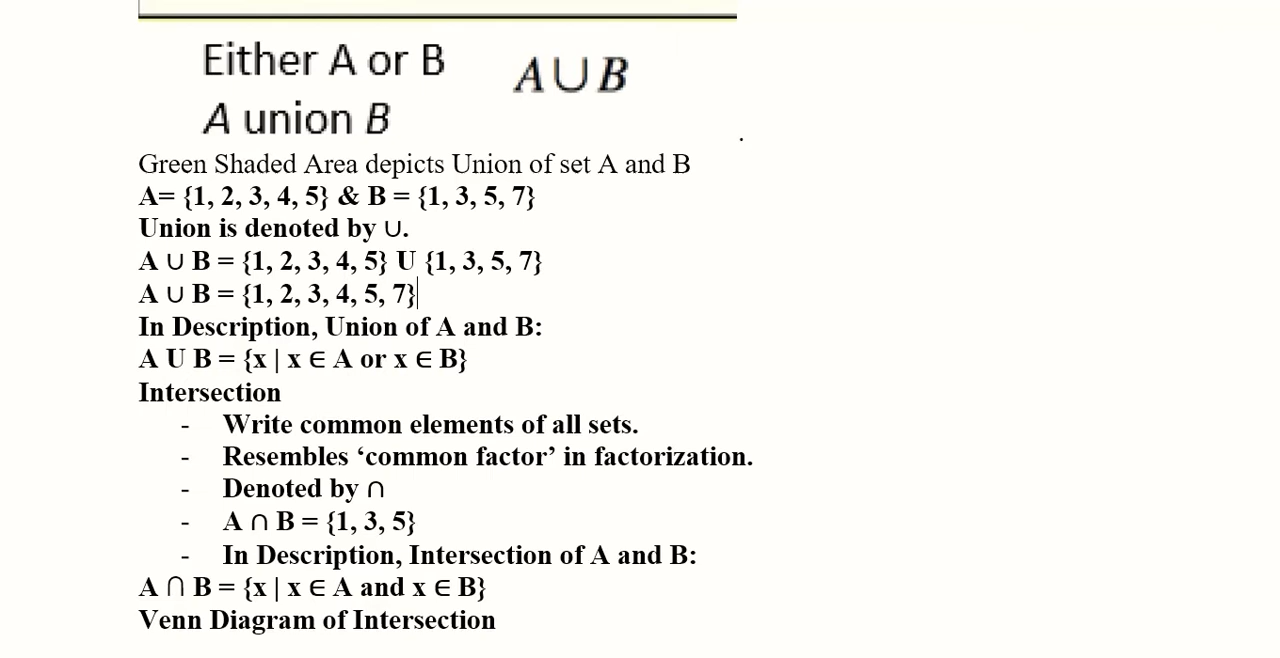 Either A or B A∪B
A union B
.
Green Shaded Area depicts Union of set A and B
A= {1, 2, 3, 4, 5} & B = {1, 3, 5, 7}
Union is denoted by ∪.
A ∪ B = {1, 2, 3, 4, 5} U {1, 3, 5, 7}
A ∪ B = {1, 2, 3, 4, 5, 7}
In Description, Union of A and B:
A U B = {x | x ∈ A or x ∈ B}
Intersection
- Write common elements of all sets.
- Resembles ‘common factor’ in factorization.
- Denoted by ∩
- A ∩ B = {1, 3, 5}
- In Description, Intersection of A and B:
A ⋂ B = {x | x ∈ A and x ∈ B}
Venn Diagram of Intersection